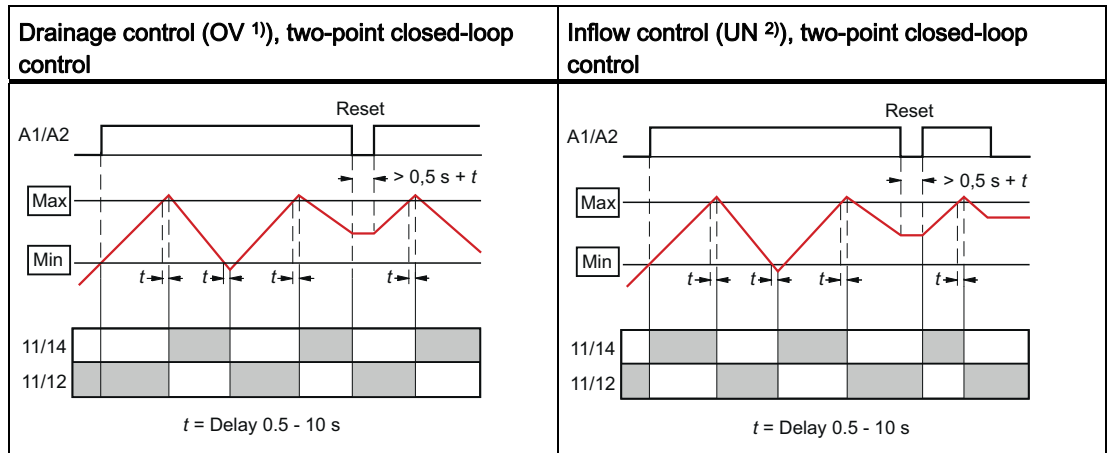 Drainage control (OV 1)), two-point closed-loop
control
Inflow control (UN 2)), two-point closed-loop
control
Reset
A1/A2
> 0,5 s + t
Max
Min
t t t t
11/14
11/12
t = Delay 0.5 - 10 s
Reset
A1/A2
> 0,5 s + t
Max
Min
t t t t
11/14
11/12
t = Delay 0.5 - 10 s